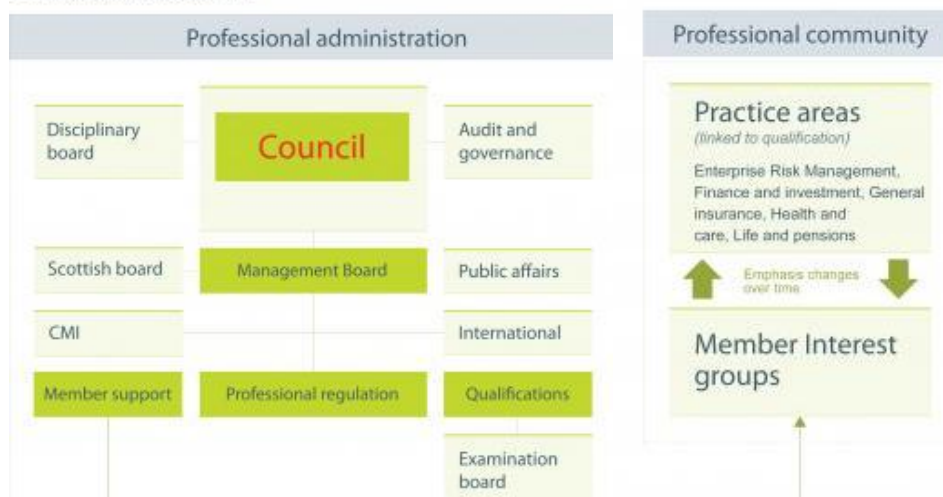 Professional administration
Professional community
Disciplinary
board
Council
Audit and
governance
Practice areas
(linked to qualification)
Enterprise Risk Management,
Finance and investment, General
insurance, Health and
care, Life and pensions
Scottish board
Management Board
Public affairs
Emphasis changes
over time
CMI
International
Member Interest
groups
Member support
Professional regulation
Qualifications
Examination
board